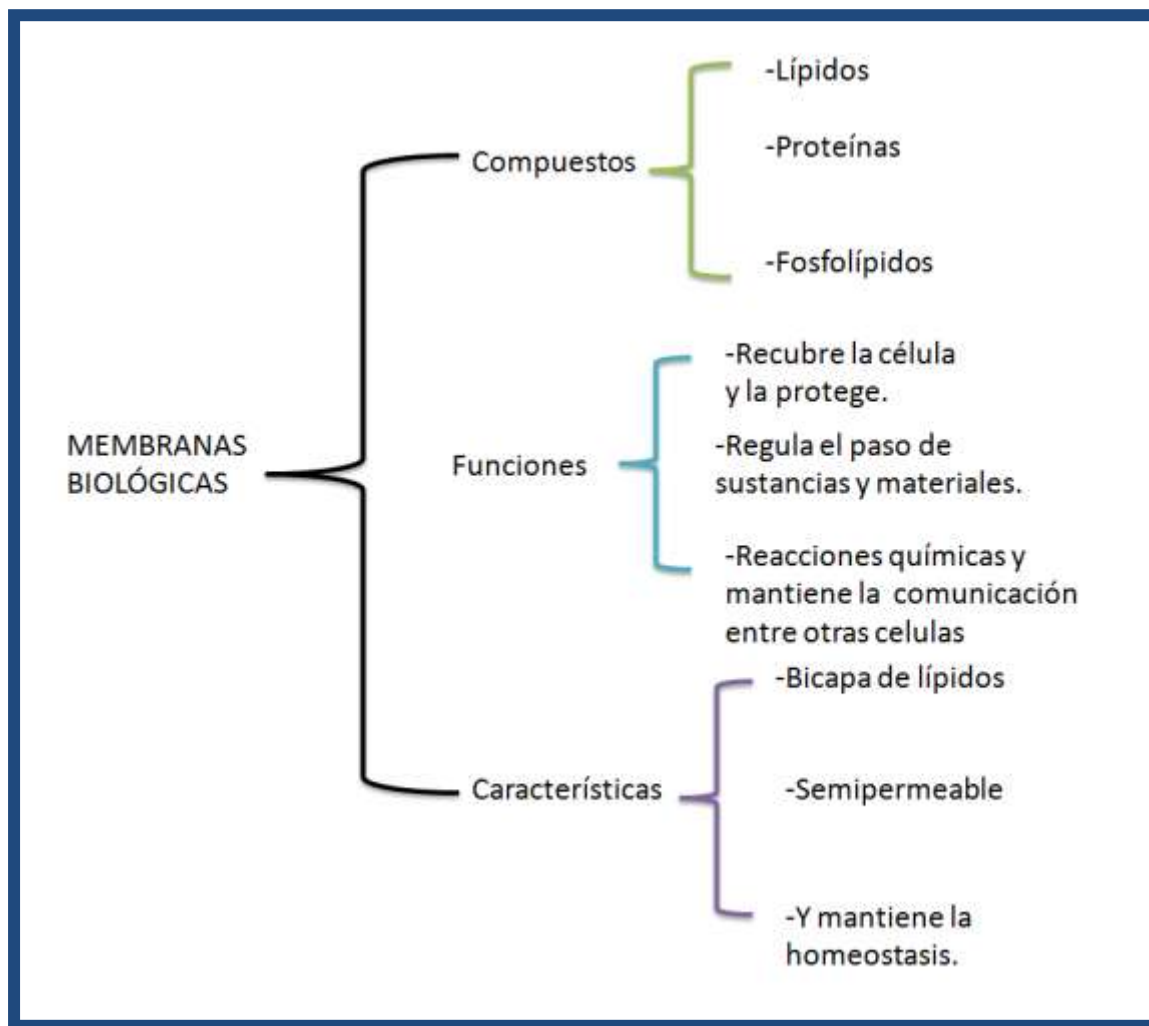 MEMBRANAS
BIOLÓGICAS
Compuestos
-Lípidos
-Proteínas
-Fosfolípidos
Funciones
-Recubre la célula
y la protege.
-Regula el paso de
sustancias y materiales.
-Reacciones químicas y
mantiene la comunicación
entre otras celulas
Característícas
-Bicapa de lípidos
-Semipermeable
-Y mantiene la
homeostasis.